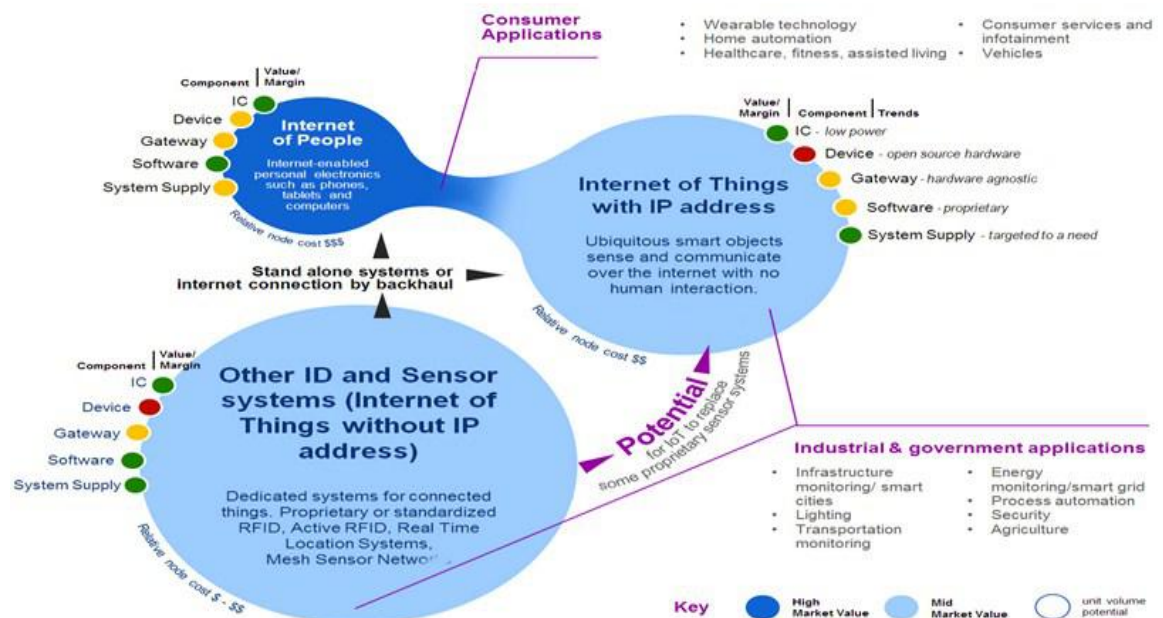 Consumer
Applications
• Wearable technology
• Home automation
• Healthcare, fitness, assisted living
• Consumer services and
infotainment
• Vehicles
Component | Value/
Margin
IC
Device
Gateway
Software
System Supply
Internet
of People
Internet-enabled
personal electronics
such as phones,
tablets and
computers
Relative node cost $$$
Value/
Margin | Component | Trends
IC - low power
Device - open source hardware
Gateway - hardware agnostic
Software - proprietary
System Supply - targeted to a need
Internet of Things
with IP address
Ubiquitous smart objects
sense and communicate
over the internet with no
human interaction.
Relative node cost $$
Stand alone systems or
internet connection by backhaul
Component | Value/
Margin
IC
Device
Gateway
Software
System Supply
Other ID and Sensor
systems (Internet of
Things without IP
address)
Dedicated systems for connected
things. Proprietary or standardized
RFID, Active RFID, Real Time
Location Systems,
Mesh Sensor
Relative node cost $ - $$
Potential
for IoT to replace
some proprietary sensor systems
Industrial & government applications
• Infrastructure
monitoring/ smart
cities
• Lighting
• Transportation
monitoring
• Energy
monitoring/smart grid
• Process automation
• Security
• Agriculture
Key
High
Market Value
Mid
Market Value
unit volume
potential